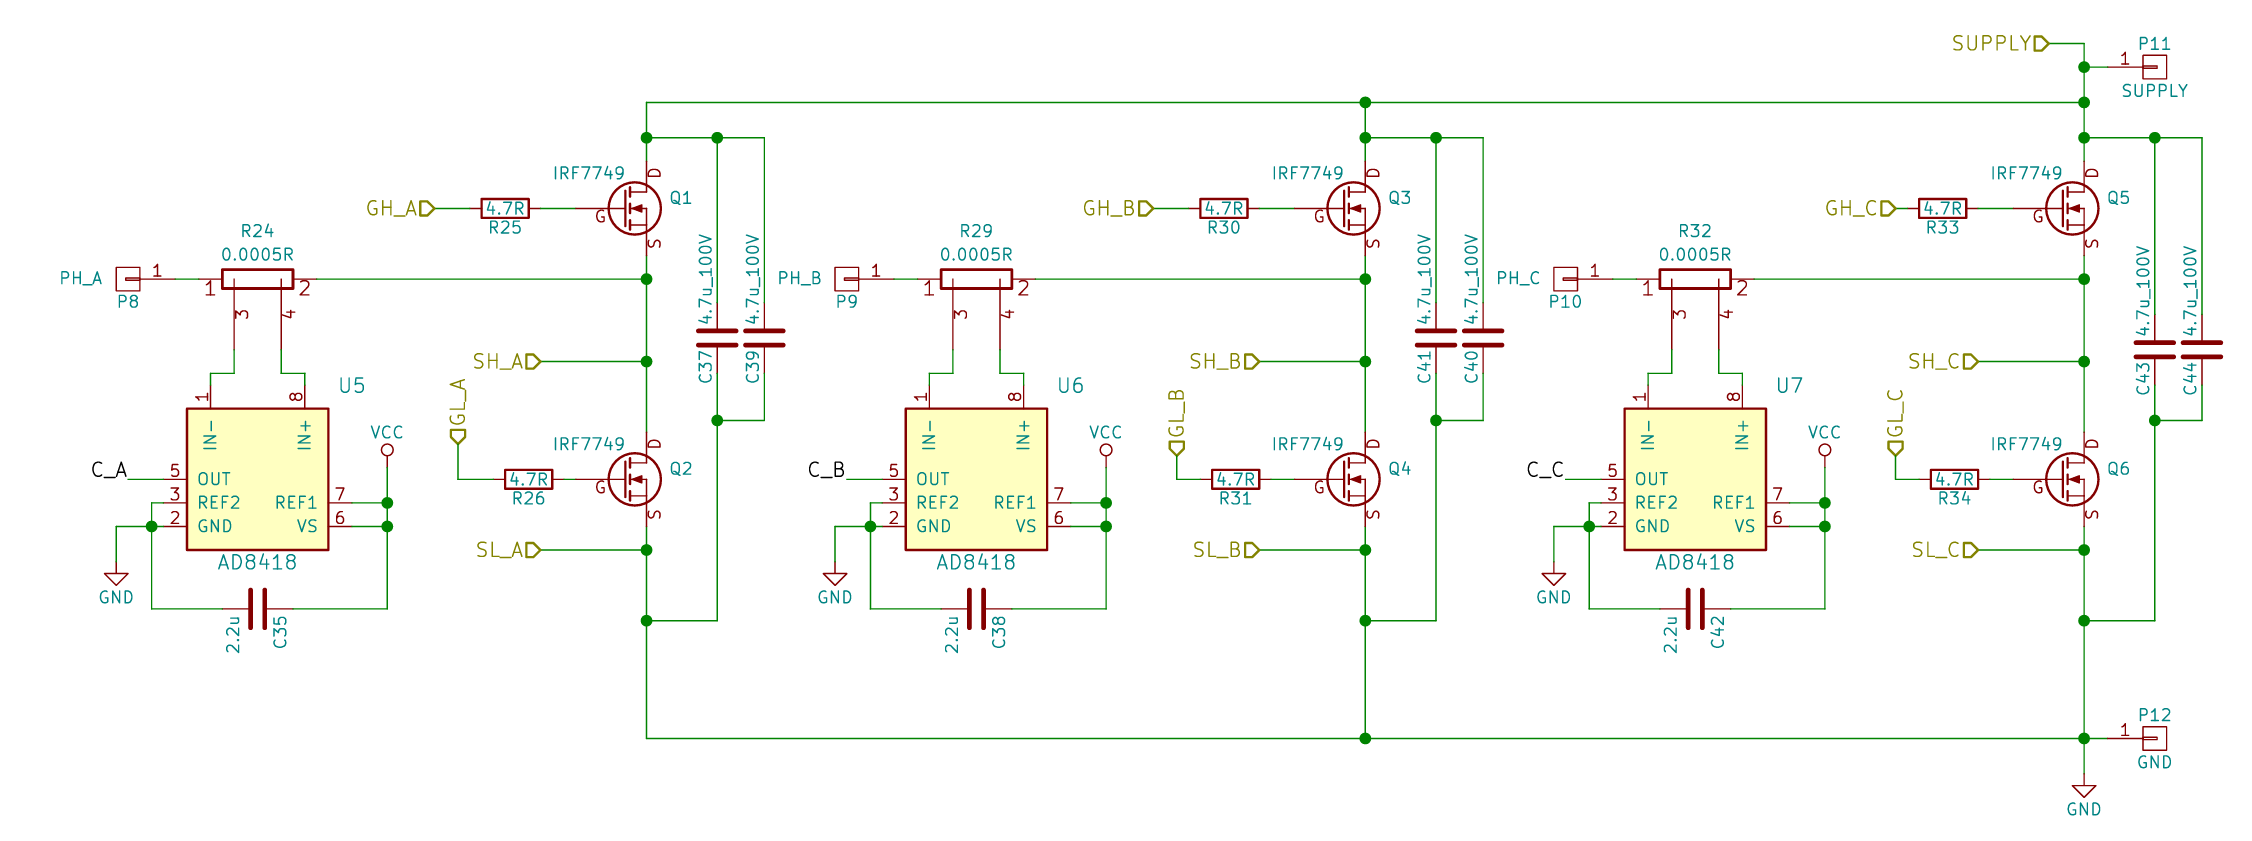 SUPPLY
P11
1
SUPPLY
IRF7749
D
Q1
GH_A
4.7R
R25
G
S
IRF7749
D
Q3
GH_B
4.7R
R30
G
S
IRF7749
D
Q5
GH_C
4.7R
R33
G
S
R24
0.0005R
PH_A
1
P8
1
2
3
4
4.7u_100V
C37
4.7u_100V
C39
R29
0.0005R
PH_B
1
P9
1
2
3
4
4.7u_100V
C41
4.7u_100V
C40
R32
0.0005R
PH_C
1
P10
1
2
3
4
4.7u_100V
C43
4.7u_100V
C44
SH_A
SH_B
SH_C
U5
1
8
IN-
IN+
VCC
C_A
5
OUT
3
REF2
REF1
7
2
GND
VS
6
AD8418
GND
2.2u
C35
GL_A
IRF7749
D
Q2
4.7R
R26
G
S
SL_A
U6
1
8
IN-
IN+
VCC
C_B
5
OUT
3
REF2
REF1
7
2
GND
VS
6
AD8418
GND
2.2u
C38
GL_B
IRF7749
D
Q4
4.7R
R31
G
S
SL_B
U7
1
8
IN-
IN+
VCC
C_C
5
OUT
3
REF2
REF1
7
2
GND
VS
6
AD8418
GND
2.2u
C42
GL_C
IRF7749
D
Q6
4.7R
R34
G
S
SL_C
P12
1
GND
GND